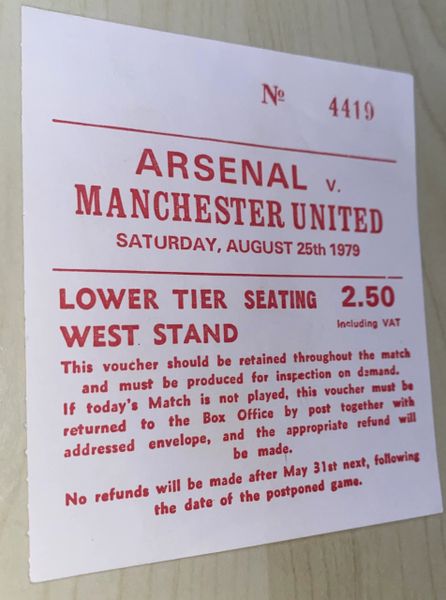 Nº 4419
ARSENAL v.
MANCHESTER UNITED
SATURDAY, AUGUST 25th 1979
LOWER TIER SEATING 2.50
WEST STAND Including VAT
This voucher should be retained throughout the match
and must be produced for inspection on demand.
If today's Match is not played, this voucher must be
returned to the Box Office by post together with
addressed envelope, and the appropriate refund will
be made.
No refunds will be made after May 31st next, following
the date of the postponed game.